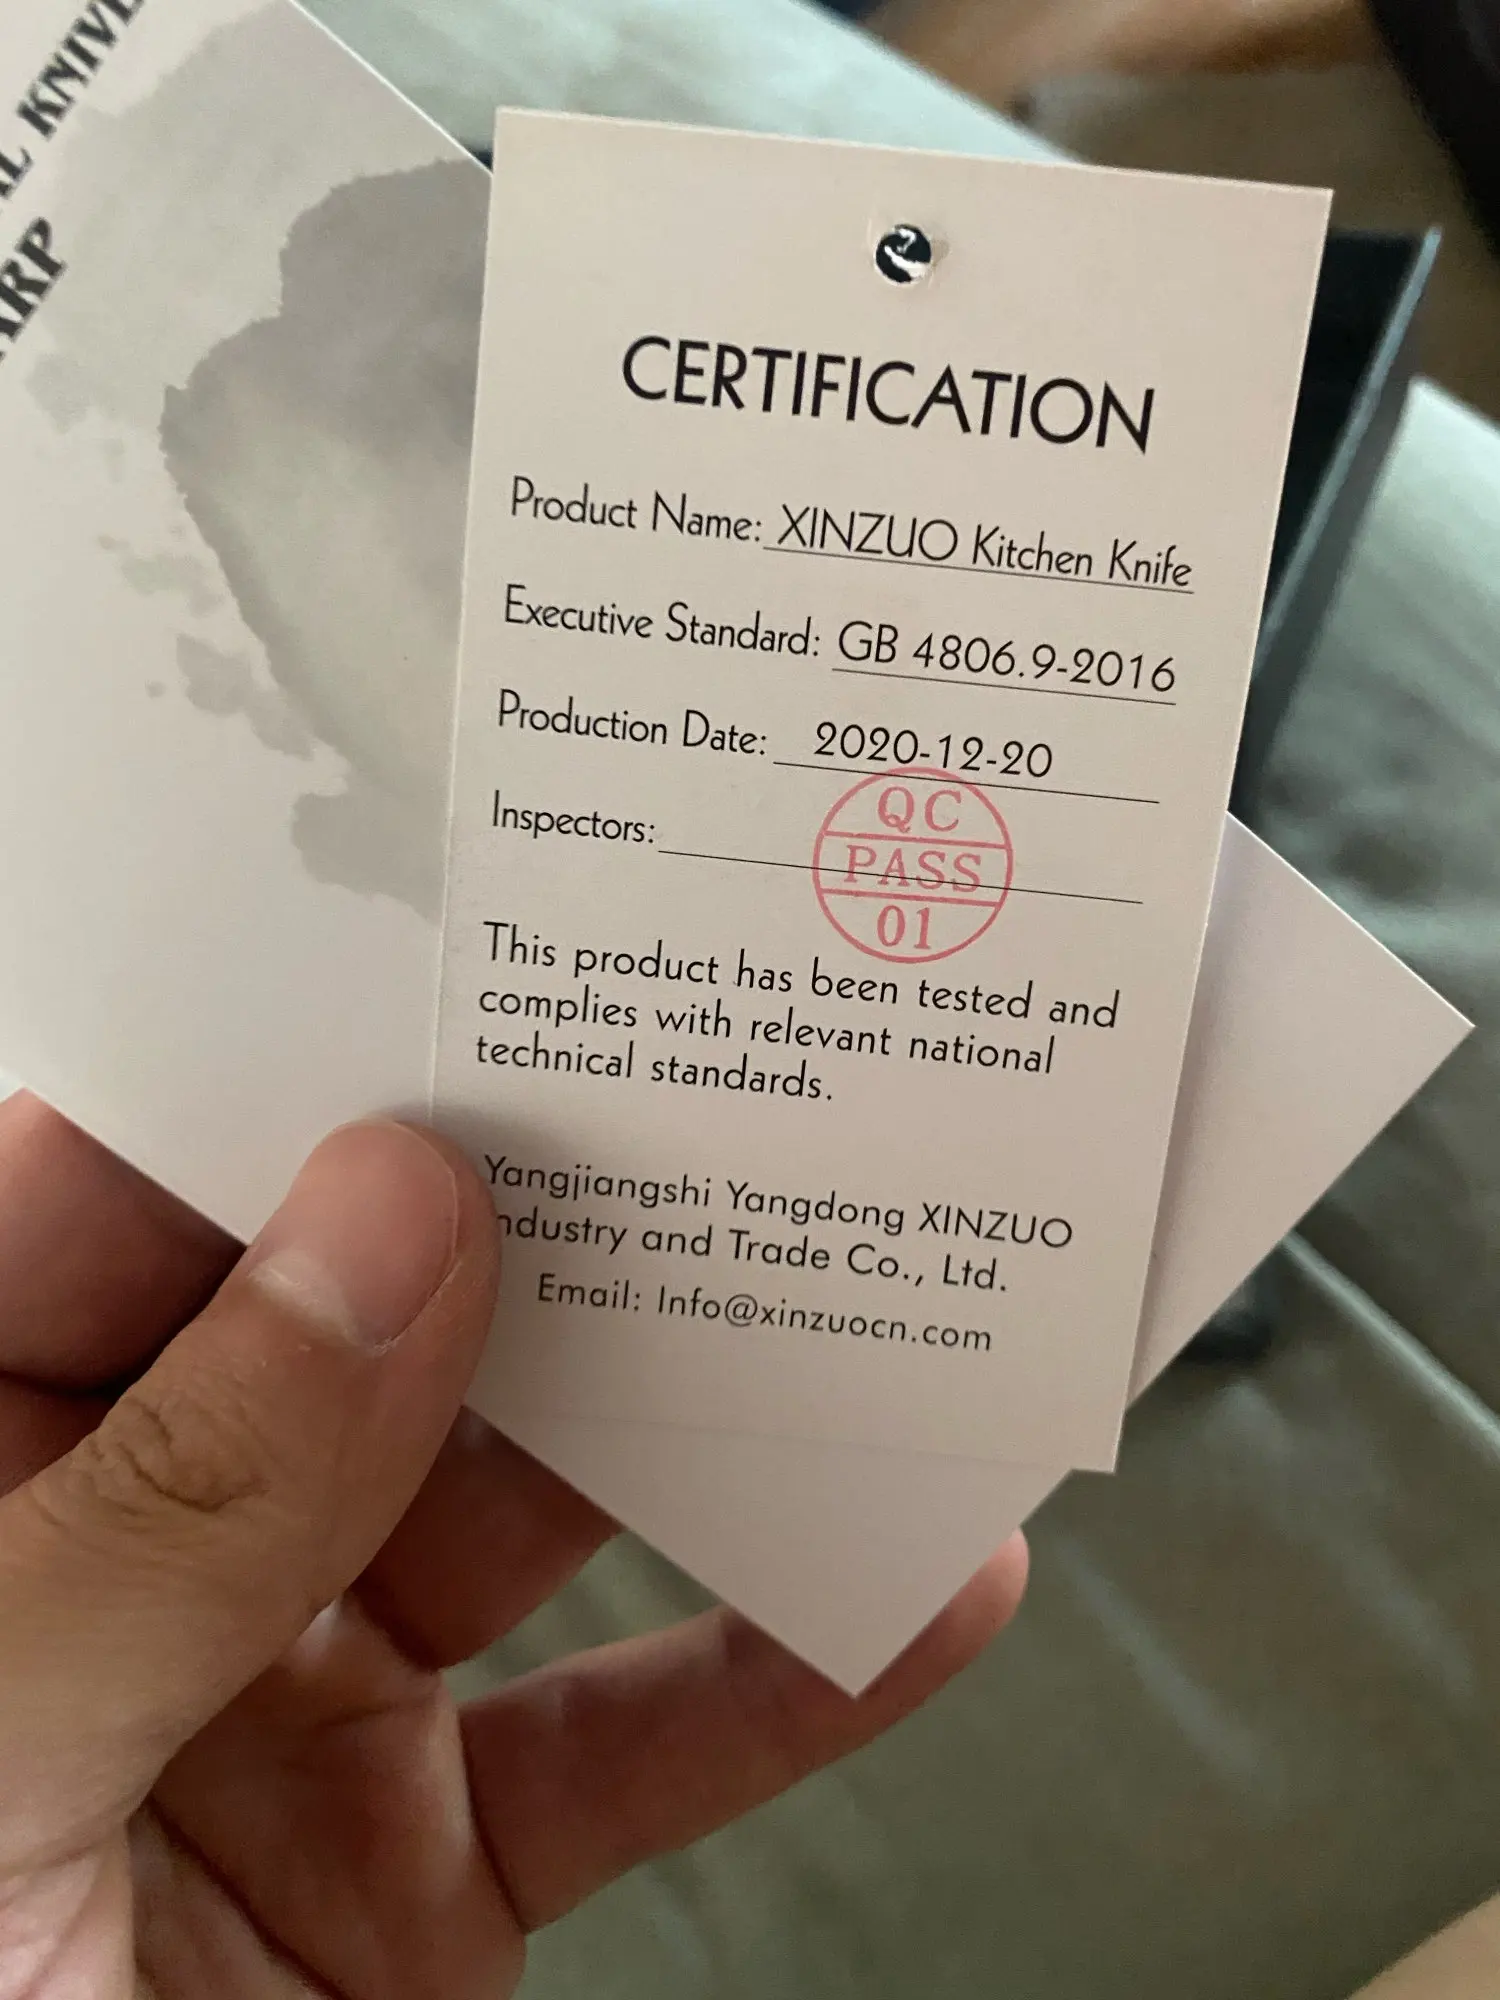 CERTIFICATION
Product Name: XINZUO Kitchen Knife
Executive Standard: GB 4806.9-2016
Production Date: 2020-12-20
Inspectors:
QC
PASS
01
This product has been tested and
complies with relevant national
technical standards.
Yangjiangshi Yangdong XINZUO
ndustry and Trade Co., Ltd.
Email: Info@xinzuocn.com